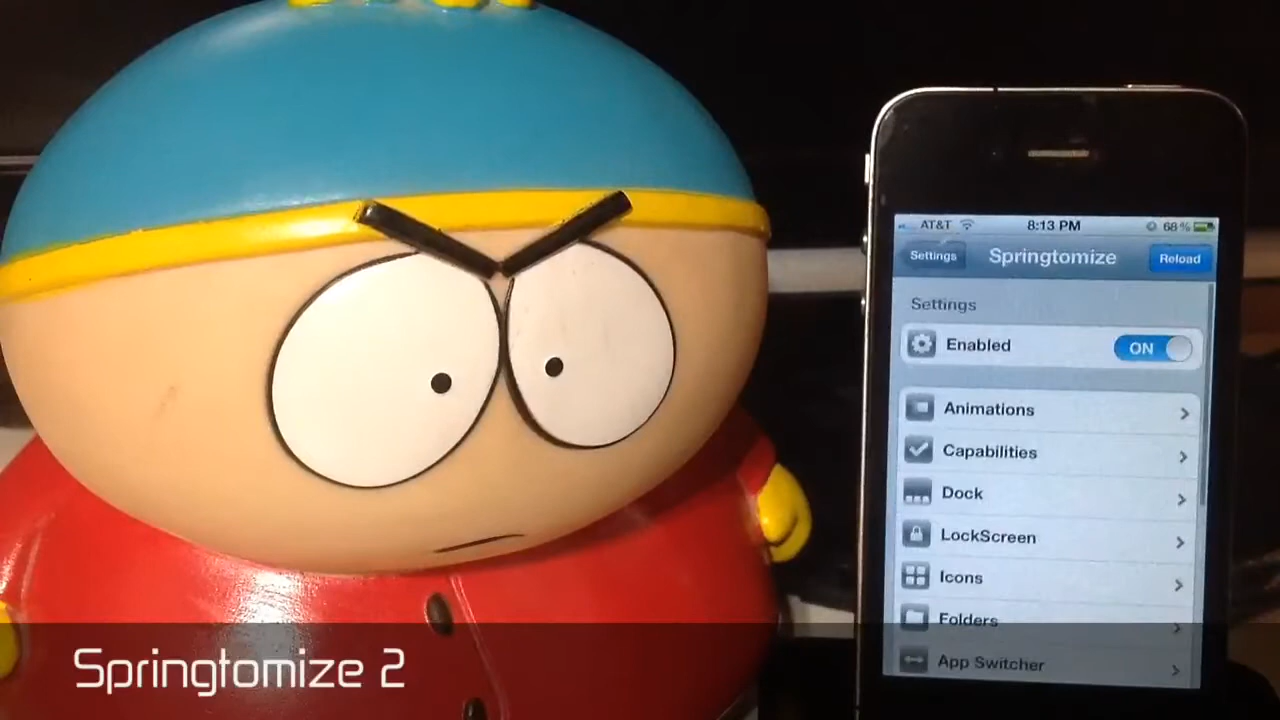 AT&T 8:13 PM 68%
Settings Springtomize Reload
Settings
Enabled ON
Animations
Capabilities
Dock
LockScreen
Icons
Folders
App Switcher
Springtomize 2